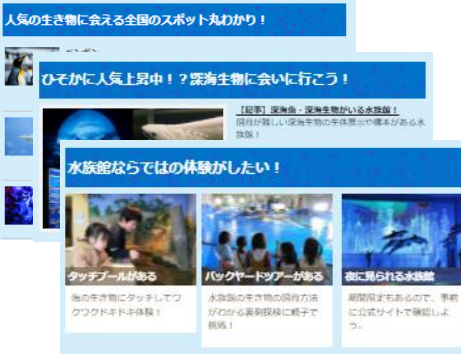 人気の生き物に会える全国のスポット丸わかり！
ひそかに人気上昇中！？深海生物に会いに行こう！
【記事】深海魚・深海生物がいる水族館！
飼育が難しい深海生物の生体展示や標本がある水
族館！
水族館ならではの体験がしたい！
タッチプールがある
海の生き物にタッチしてワ
クワクドキドキ体験！
バックヤードツアーがある
水族館の生き物の飼育方法
がわかる裏側探検に親子で
挑戦！
夜に見られる水族館
期間限定もあるので、事前
に公式サイトで確認しよ
う。